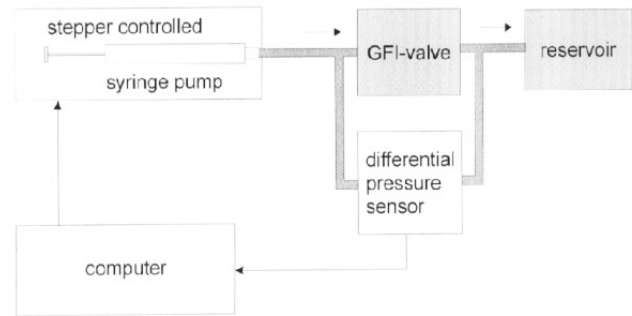 stepper controlled
syringe pump
GFI-valve
reservoir
differential
pressure
sensor
computer